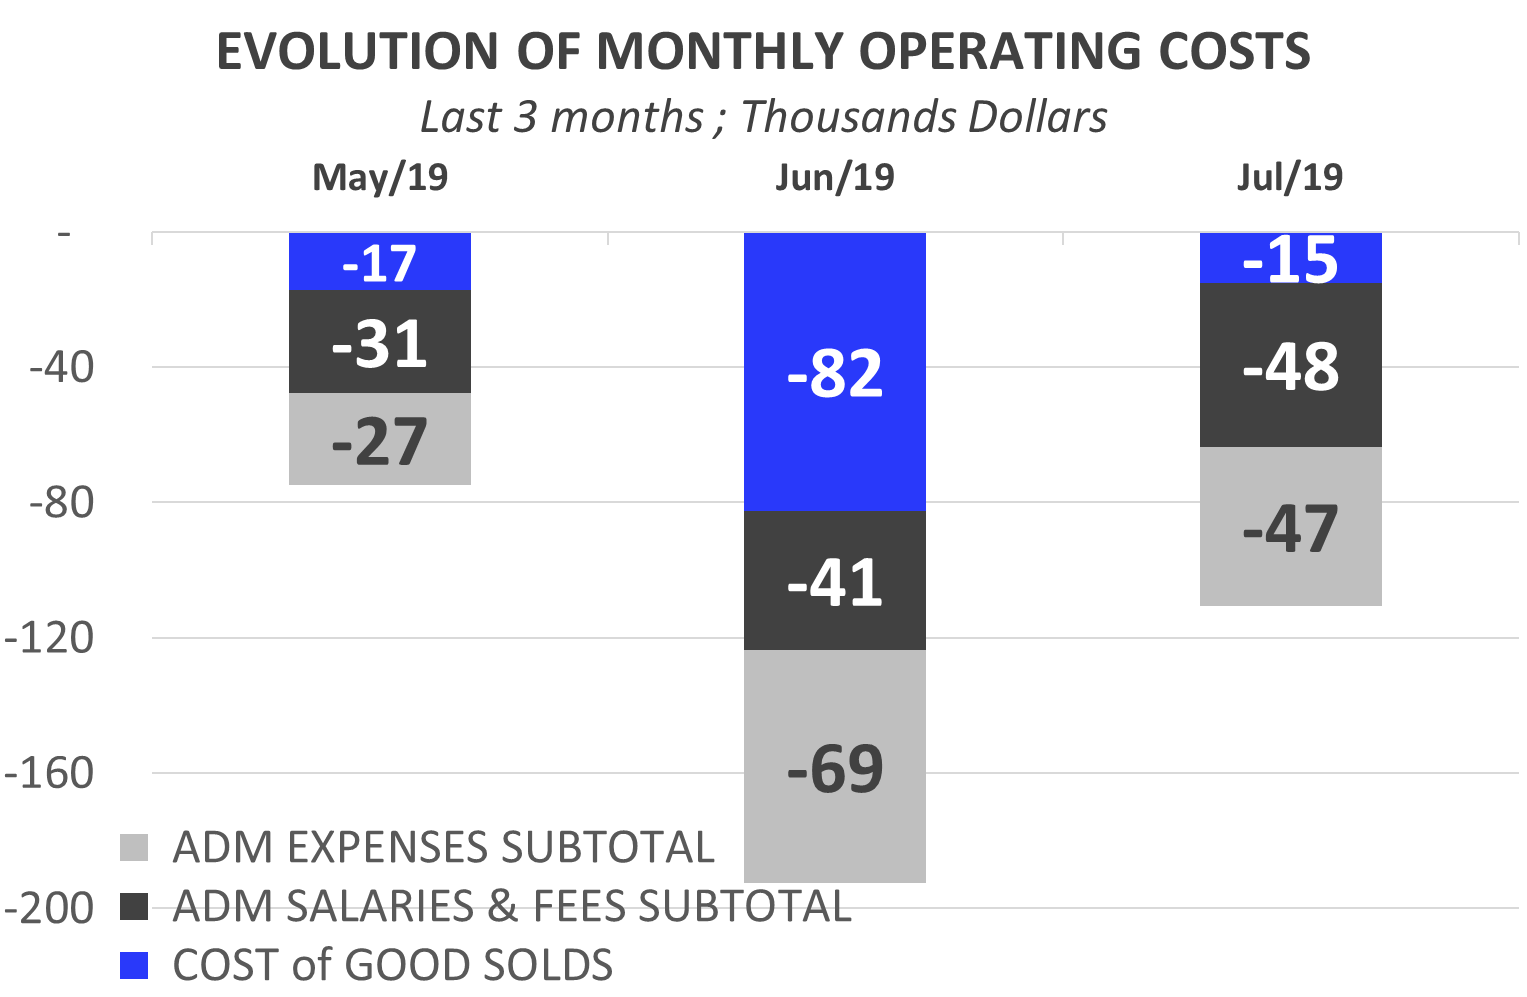 EVOLUTION OF MONTHLY OPERATING COSTS
Last 3 months ; Thousands Dollars
May/19 Jun/19 Jul/19
-
-17 -82 -15
-31 -41 -48
-27 -69 -47
-40
-80
-120
-160
-200
ADM EXPENSES SUBTOTAL
ADM SALARIES & FEES SUBTOTAL
COST of GOOD SOLDS